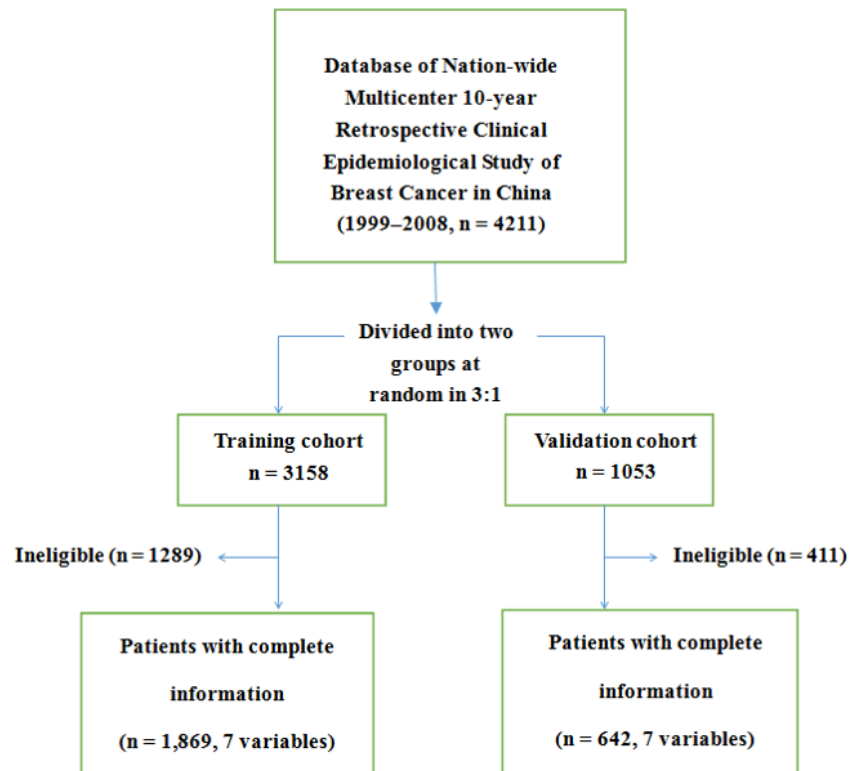 Database of Nation-wide
Multicenter 10-year
Retrospective Clinical
Epidemiological Study of
Breast Cancer in China
(1999–2008, n = 4211)
Divided into two
groups at
random in 3:1
Training cohort
n = 3158
Validation cohort
n = 1053
Ineligible (n = 1289)
Ineligible (n = 411)
Patients with complete
information
(n = 1,869, 7 variables)
Patients with complete
information
(n = 642, 7 variables)